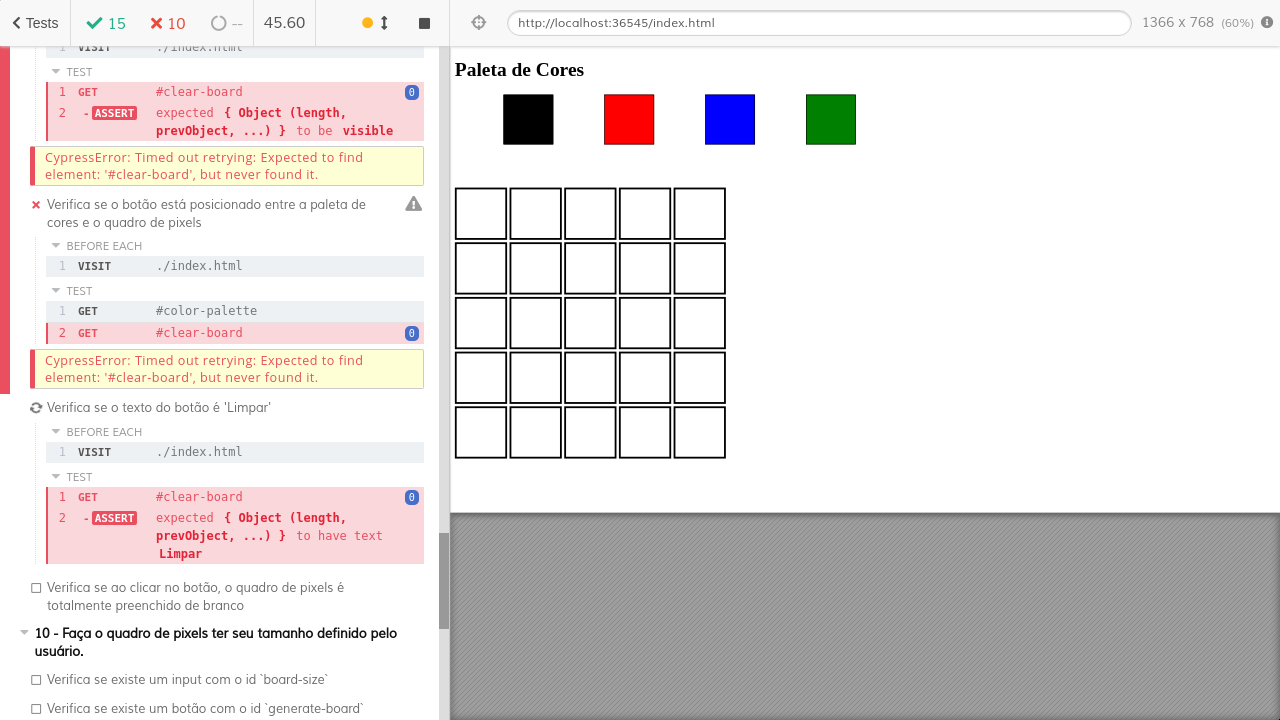 Tests
15
10
--
45.60
http://localhost:36545/index.html
1366 x 768 (60%)
1 VISIT ./index.html
TEST
1 GET #clear-board 0
2 -ASSERT expected { Object (length,
prevObject, ...) } to be visible
CypressError: Timed out retrying: Expected to find
element: '#clear-board', but never found it.
Verifica se o botão está posicionado entre a paleta de
cores e o quadro de pixels
BEFORE EACH
1 VISIT ./index.html
TEST
1 GET #color-palette
2 GET #clear-board 0
CypressError: Timed out retrying: Expected to find
element: '#clear-board', but never found it.
Verifica se o texto do botão é 'Limpar'
BEFORE EACH
1 VISIT ./index.html
TEST
1 GET #clear-board 0
2 -ASSERT expected { Object (length,
prevObject, ...) } to have text
Limpar
Verifica se ao clicar no botão, o quadro de pixels é
totalmente preenchido de branco
10 - Faça o quadro de pixels ter seu tamanho definido pelo
usuário.
Verifica se existe um input com o id `board-size`
Verifica se existe um botão com o id `generate-board`
Paleta de Cores